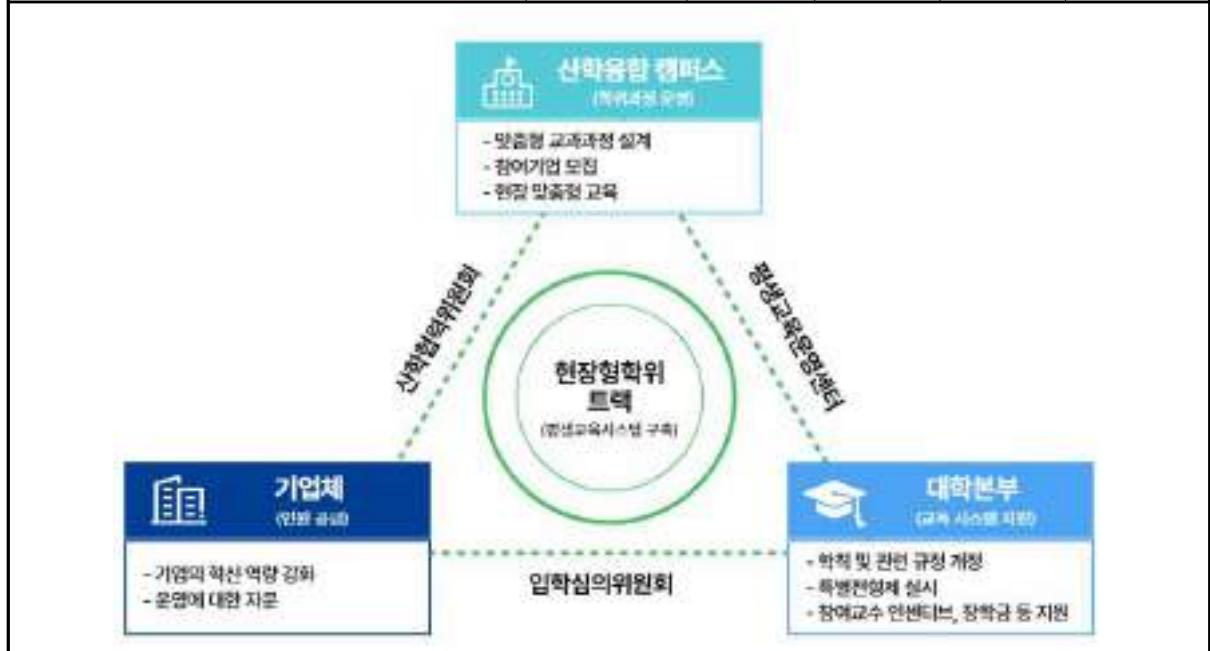 산학융합 캠퍼스
(학위과정 운영)
- 맞춤형 교과과정 설계
- 참여기업 모집
- 현장 맞춤형 교육
산학협력위원회
평생교육운영센터
현장형학위
트랙
(평생교육시스템 구축)
기업체
(인원 공급)
- 기업의 혁신 역량 강화
- 운영에 대한 자문
입학심의위원회
대학본부
(교육 시스템 지원)
- 학칙 및 관련 규정 개정
- 특별전형제 실시
- 참여교수 인센티브, 장학금 등 지원